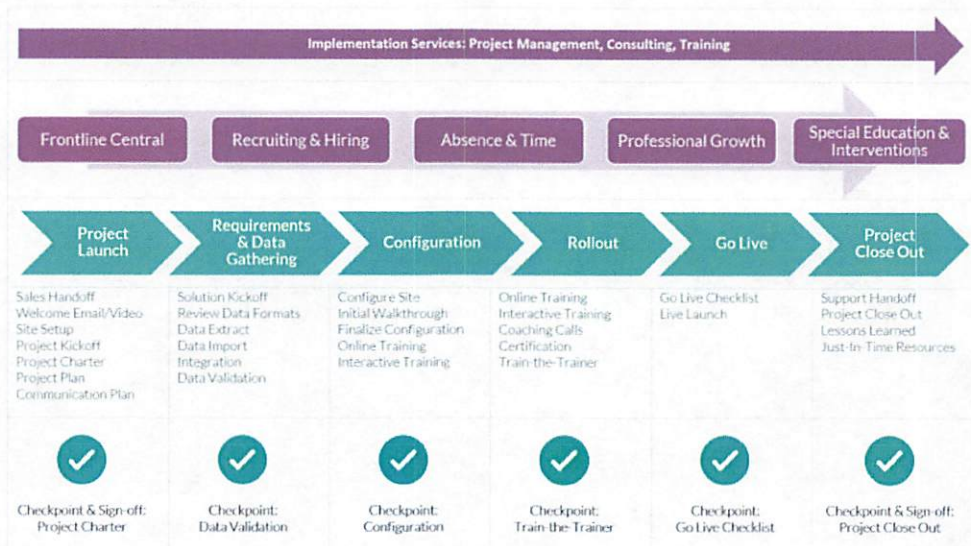 Implementation Services: Project Management, Consulting, Training
Frontline Central
Recruiting & Hiring
Absence & Time
Professional Growth
Special Education &
Interventions
Project
Launch
Requirements
& Data
Gathering
Configuration
Rollout
Go Live
Project
Close Out
Sales Handoff
Welcome Email/Video
Site Setup
Project Kickoff
Project Charter
Project Plan
Communication Plan
Solution Kickoff
Review Data Formats
Data Extract
Data Import
Integration
Data Validation
Configure Site
Initial Walkthrough
Finalize Configuration
Online Training
Interactive Training
Online Training
Interactive Training
Coaching Calls
Certification
Train-the-Trainer
Go Live Checklist
Live Launch
Support Handoff
Project Close Out
Lessons Learned
Just-In-Time Resources
Checkpoint & Sign-off:
Project Charter
Checkpoint:
Data Validation
Checkpoint:
Configuration
Checkpoint:
Train-the-Trainer
Checkpoint:
Go Live Checklist
Checkpoint & Sign-off:
Project Close Out